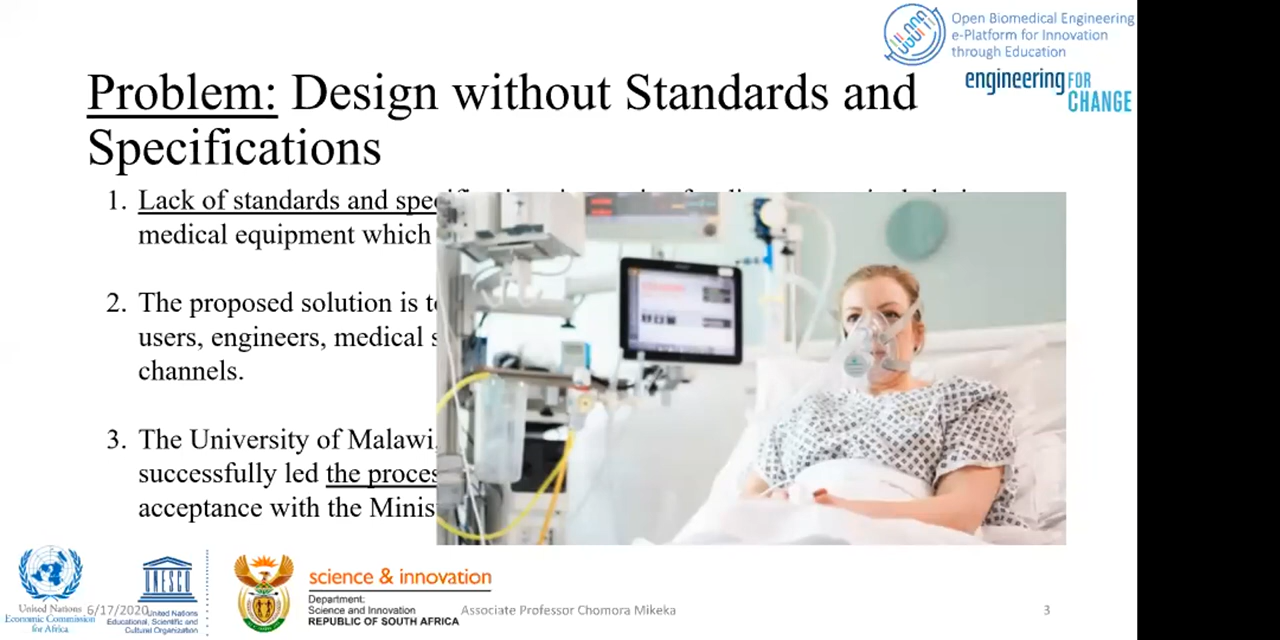 Open Biomedical Engineering
e-Platform for Innovation
through Education
engineering FOR
CHANGE
Problem: Design without Standards and
Specifications
1. Lack of standards and spe
medical equipment which
2. The proposed solution is t
users, engineers, medical
channels.
3. The University of Malawi,
successfully led the proces
acceptance with the Minis
United Nations
Economic Commission
for Africa
6/17/2020
UNESCO
United Nations
Educational, Scientific and
Cultural Organization
science & innovation
Department:
Science and Innovation
REPUBLIC OF SOUTH AFRICA
Associate Professor Chomora Mikeka
3